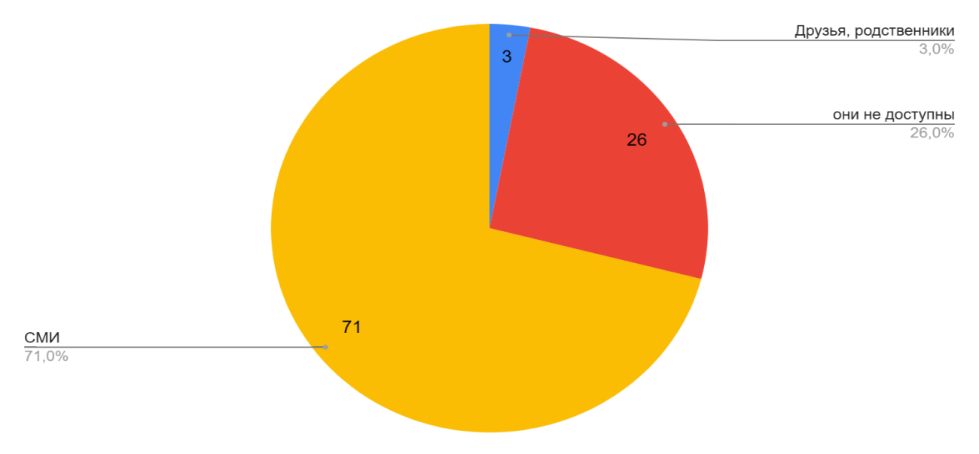 Друзья, родственники
3,0%
3
они не доступны
26,0%
26
71
СМИ
71,0%